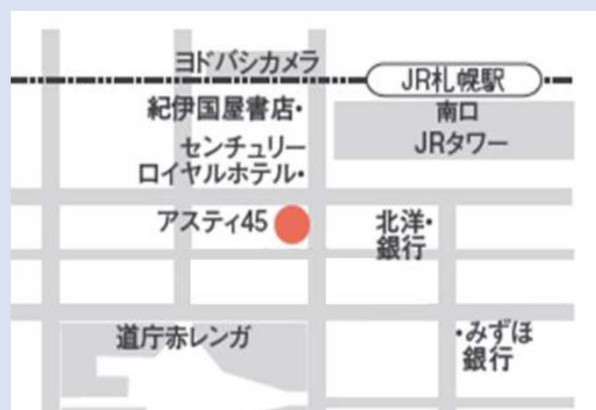 ヨドバシカメラ
JR札幌駅
紀伊国屋書店・
南口
JRタワー
センチュリー
ロイヤルホテル・
アスティ45
北洋・
銀行
道庁赤レンガ
・みずほ
銀行